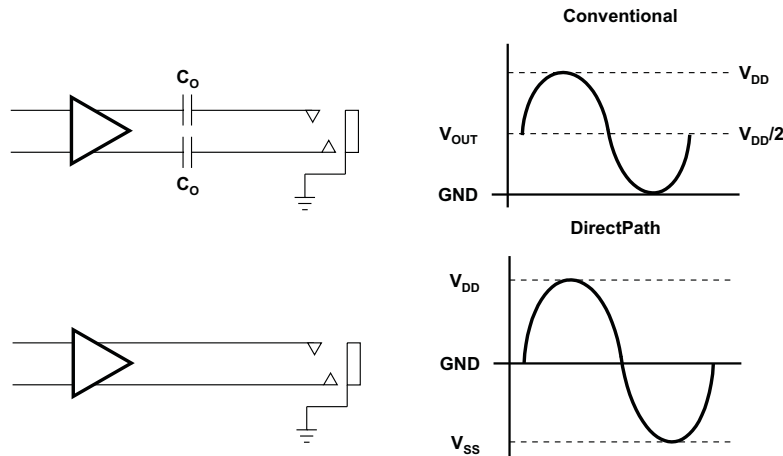 Conventional
C_O
V_DD
V_OUT
V_DD/2
C_O
GND
DirectPath
V_DD
GND
V_SS